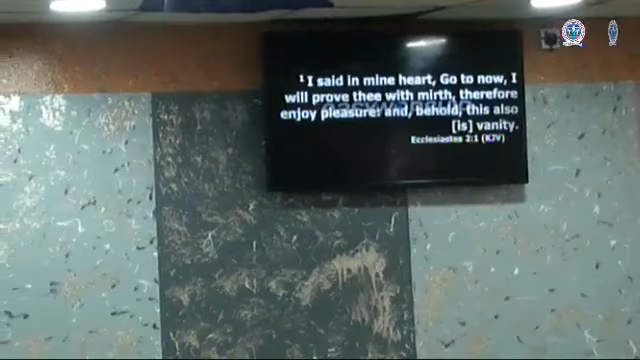 1 I said in mine heart, Go to now, I
will prove thee with mirth, therefore
enjoy pleasure: and, behold, this also
[is] vanity.
Ecclesiastes 2:1 (KJV)
easyworship